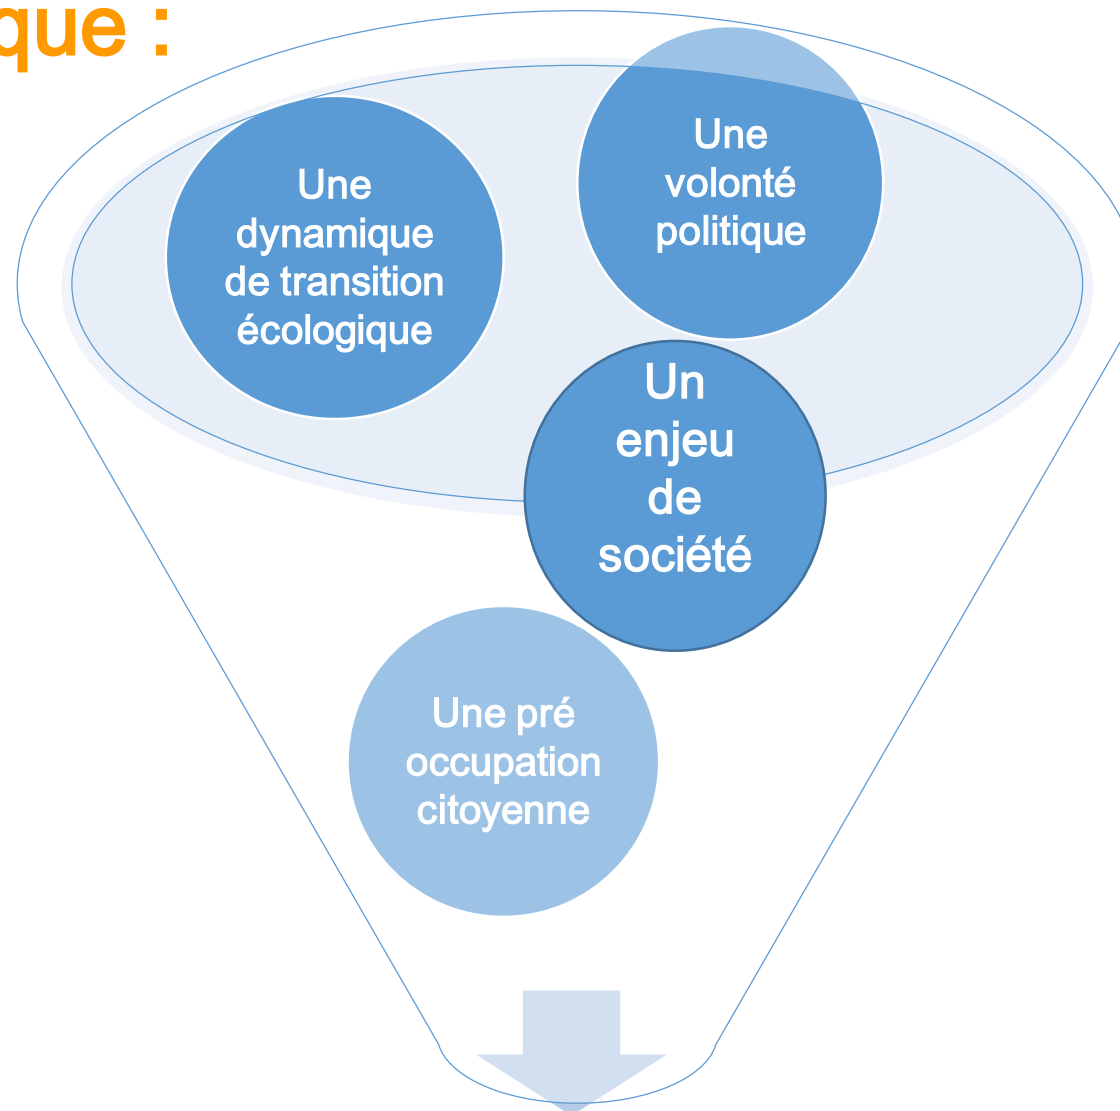 que :
Une
dynamique
de transition
écologique
Une
volonté
politique
Un
enjeu
de
société
Une pré
occupation
citoyenne